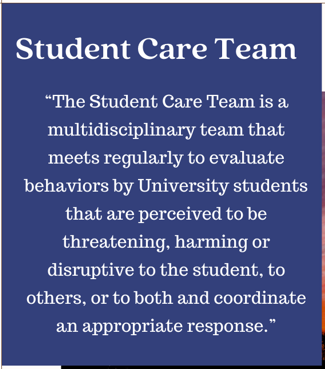 Student Care Team
“The Student Care Team is a
multidisciplinary team that
meets regularly to evaluate
behaviors by University students
that are perceived to be
threatening, harming or
disruptive to the student, to
others, or to both and coordinate
an appropriate response.”